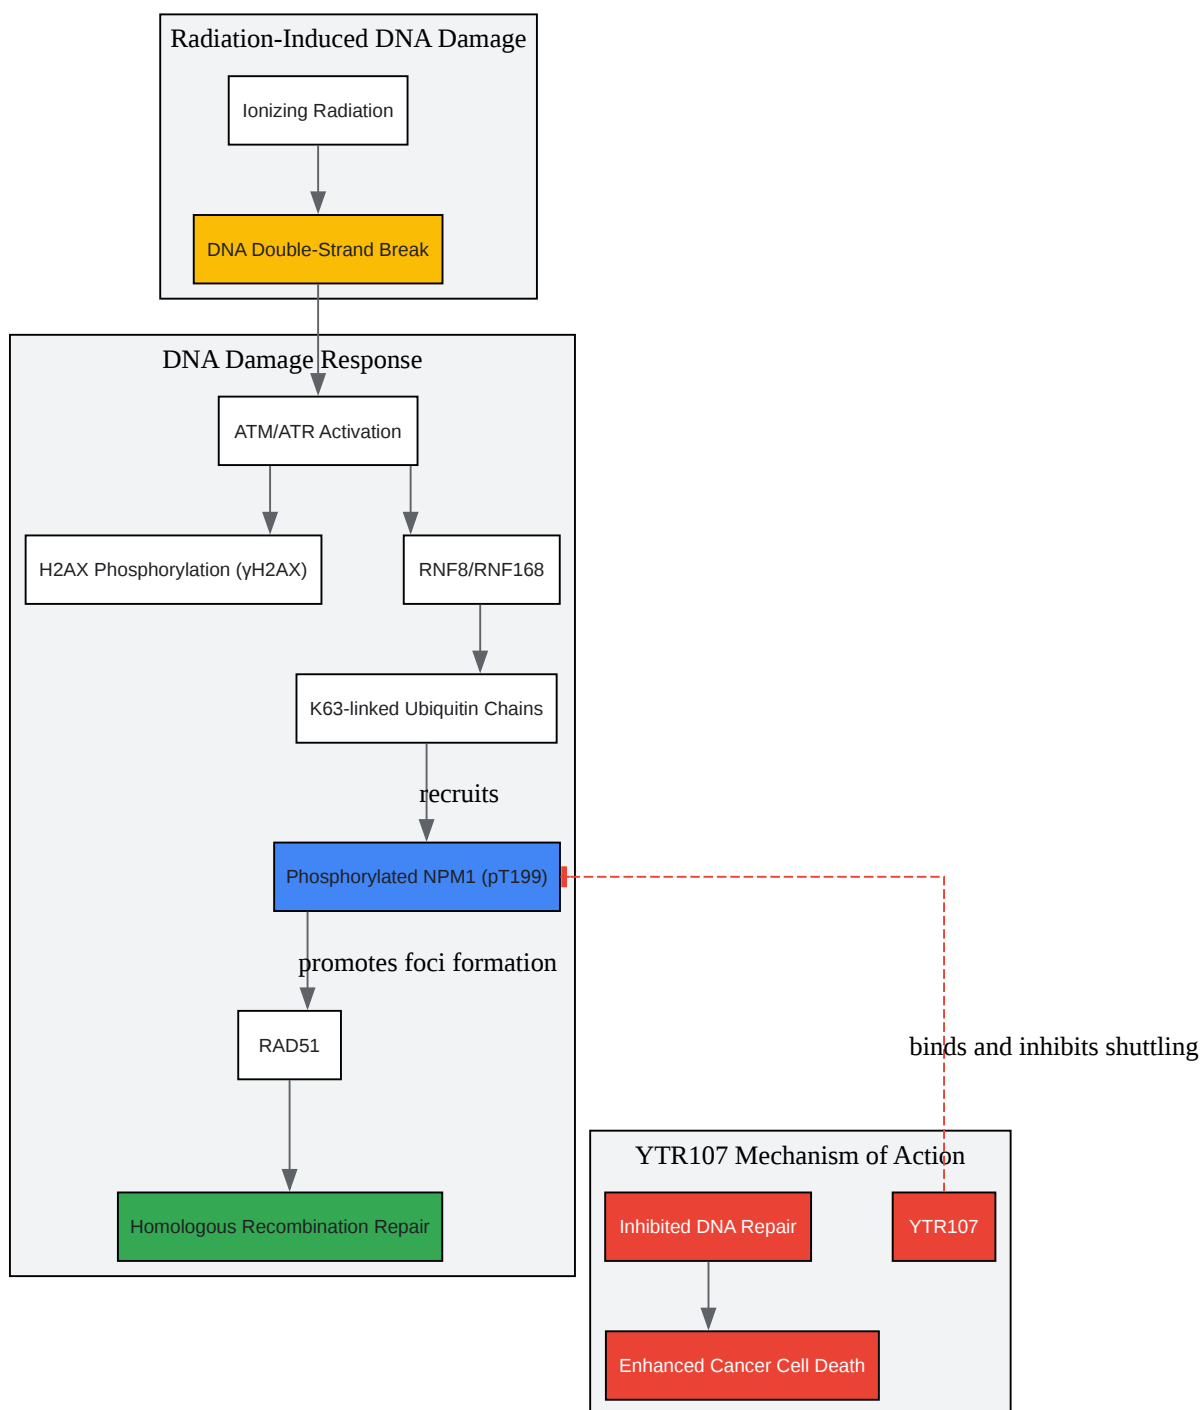 Radiation-Induced DNA Damage
Ionizing Radiation
DNA Double-Strand Break
DNA Damage Response
ATM/ATR Activation
H2AX Phosphorylation (γH2AX)
RNF8/RNF168
K63-linked Ubiquitin Chains
recruits
Phosphorylated NPM1 (pT199)
promotes foci formation
RAD51
binds and inhibits shuttling
Homologous Recombination Repair
YTR107 Mechanism of Action
Inhibited DNA Repair
YTR107
Enhanced Cancer Cell Death